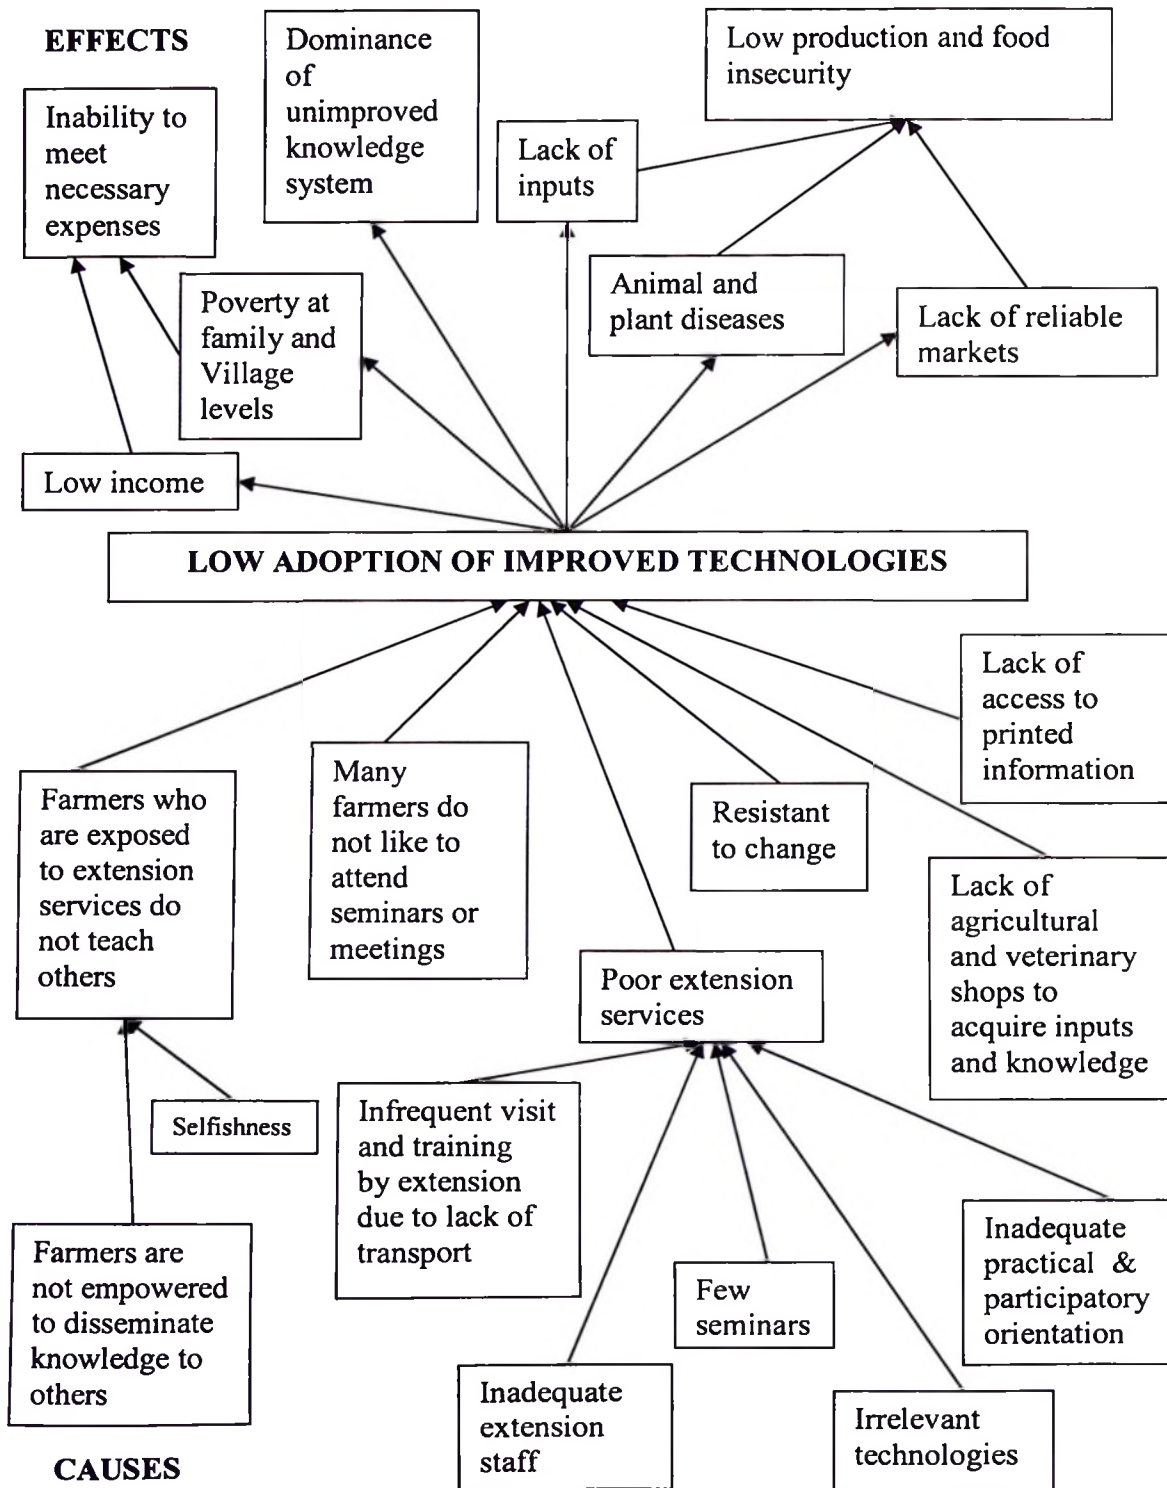 EFFECTS
Inability to
meet
necessary
expenses
Dominance
of
unimproved
knowledge
system
Lack of
inputs
Low production and food
insecurity
Poverty at
family and
Village
levels
Animal and
plant diseases
Lack of reliable
markets
Low income
LOW ADOPTION OF IMPROVED TECHNOLOGIES
Lack of
access to
printed
information
Farmers who
are exposed
to extension
services do
not teach
others
Many
farmers do
not like to
attend
seminars or
meetings
Resistant
to change
Lack of
agricultural
and veterinary
shops to
acquire inputs
and knowledge
Poor extension
services
Selfishness
Infrequent visit
and training
by extension
due to lack of
transport
Inadequate
practical &
participatory
orientation
Farmers are
not empowered
to disseminate
knowledge to
others
Few
seminars
Inadequate
extension
staff
Irrelevant
technologies
CAUSES